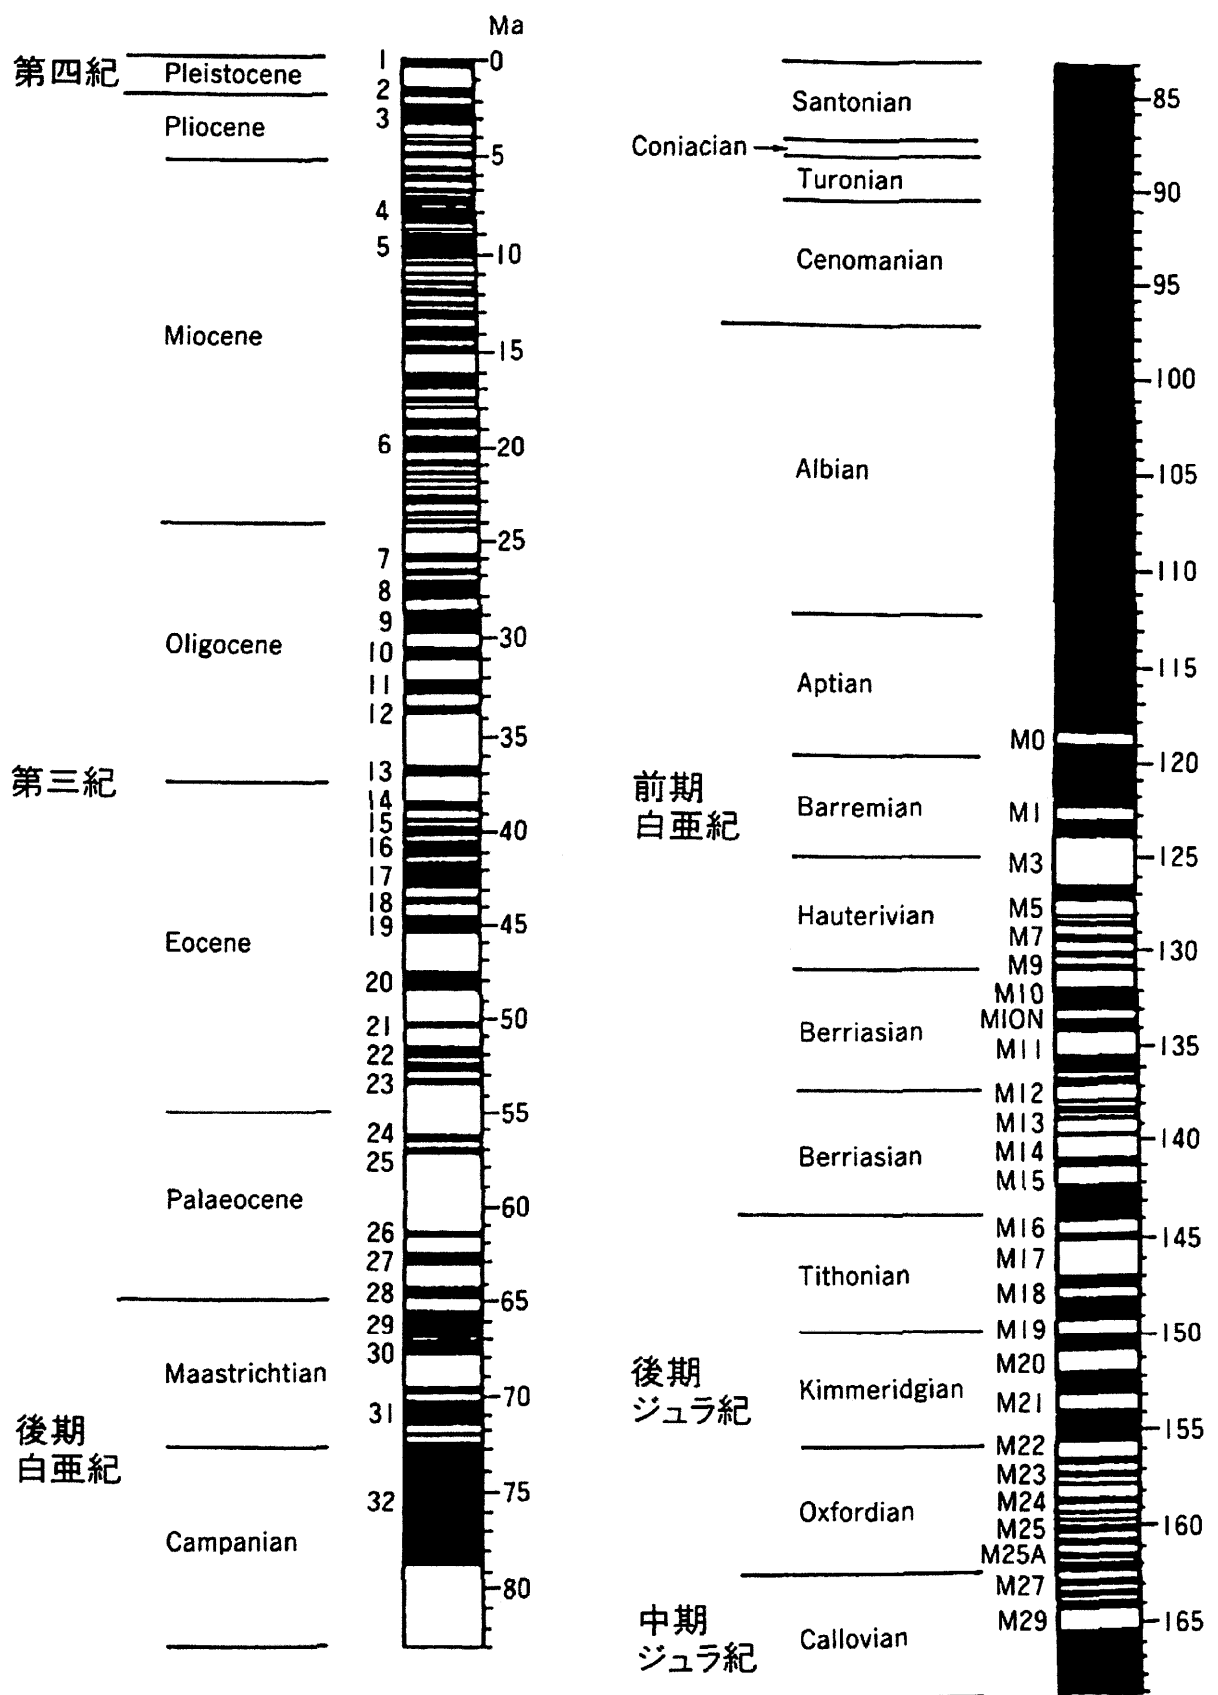 Ma
第四紀
Pleistocene
Pliocene
Miocene
Oligocene
第三紀
Eocene
Palaeocene
Maastrichtian
後期
白亜紀
Campanian
1
2
3
4
5
6
7
8
9
10
11
12
13
14
15
16
17
18
19
20
21
22
23
24
25
26
27
28
29
30
31
32
0
5
10
15
20
25
30
35
40
45
50
55
60
65
70
75
80
Santonian
Coniacian
Turonian
Cenomanian
Albian
Aptian
前期
白亜紀
Barremian
Hauterivian
Berriasian
Berriasian
Tithonian
後期
ジュラ紀
Kimmeridgian
Oxfordian
中期
ジュラ紀
Callovian
M0
M1
M3
M5
M7
M9
M10
M10N
M11
M12
M13
M14
M15
M16
M17
M18
M19
M20
M21
M22
M23
M24
M25
M25A
M27
M29
85
90
95
100
105
110
115
120
125
130
135
140
145
150
155
160
165